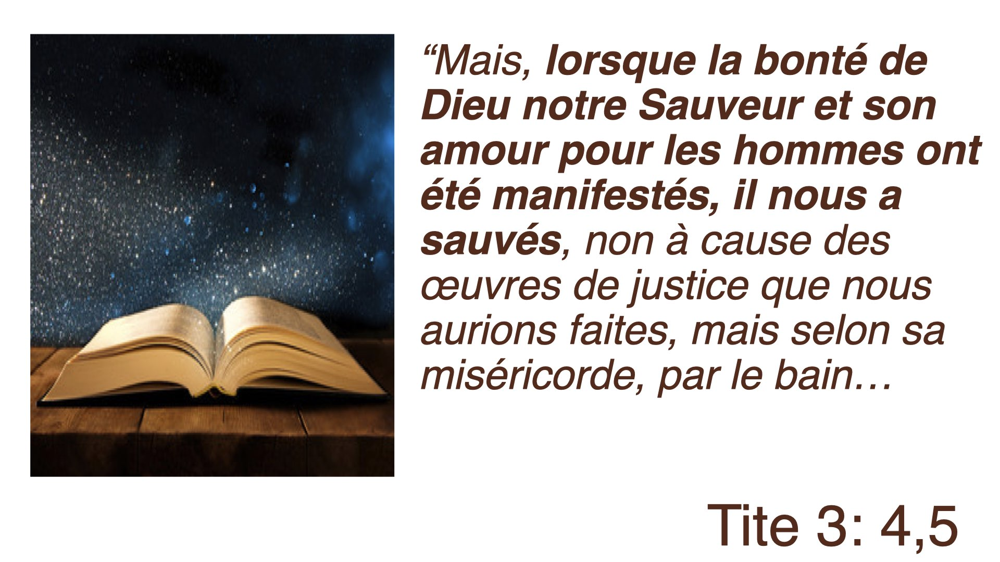 “Mais, lorsque la bonté de
Dieu notre Sauveur et son
amour pour les hommes ont
été manifestés, il nous a
sauvés, non à cause des
œuvres de justice que nous
aurions faites, mais selon sa
miséricorde, par le bain…
Tite 3: 4,5